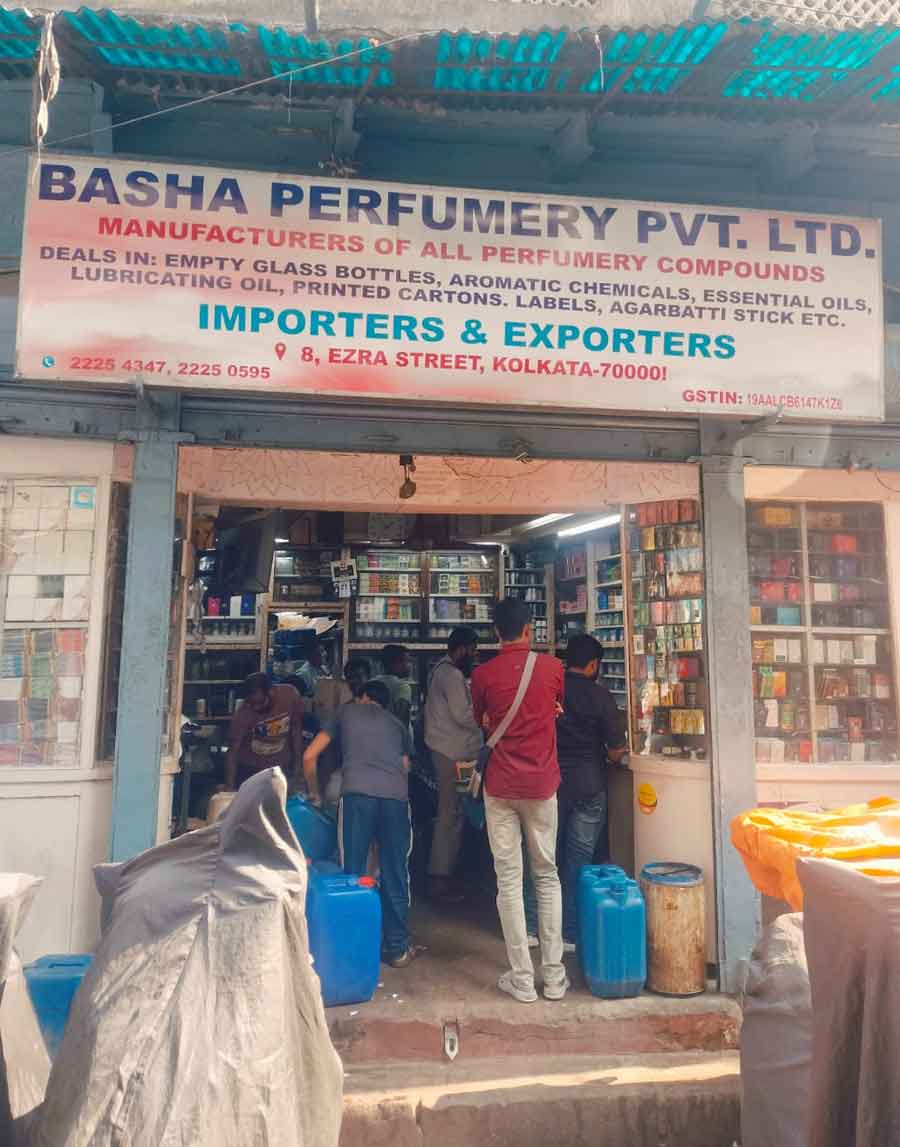 BASHA PERFUMERY PVT. LTD.
MANUFACTURERS OF ALL PERFUMERY COMPOUNDS
DEALS IN: EMPTY GLASS BOTTLES, AROMATIC CHEMICALS, ESSENTIAL OILS,
LUBRICATING OIL, PRINTED CARTONS. LABELS, AGARBATTI STICK ETC.
IMPORTERS & EXPORTERS
8, EZRA STREET, KOLKATA-70000!
2225 4347, 2225 0595
GSTIN: 19AALCB6147K1Z6